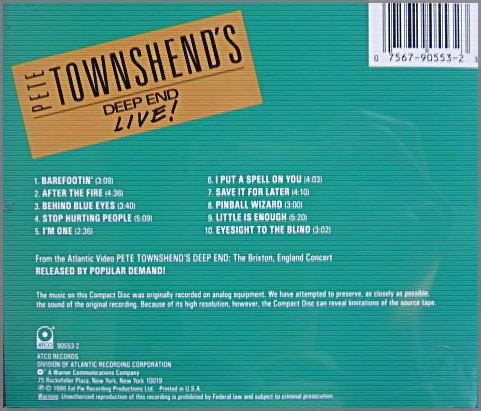 PETE TOWNSHEND'S
DEEP END
LIVE!
0 7567-90553-2
1. BAREFOOTIN' (3:09)
2. AFTER THE FIRE (4:36)
3. BEHIND BLUE EYES (3:40)
4. STOP HURTING PEOPLE (5:09)
5. I'M ONE (2:36)
6. I PUT A SPELL ON YOU (4:03)
7. SAVE IT FOR LATER (4:10)
8. PINBALL WIZARD (3:00)
9. LITTLE IS ENOUGH (5:20)
10. EYESIGHT TO THE BLIND (3:02)
From the Atlantic Video PETE TOWNSHEND'S DEEP END: The Brixton, England Concert
RELEASED BY POPULAR DEMAND!
The music on this Compact Disc was originally recorded on analog equipment. We have attempted to preserve, as closely as possible,
the sound of the original recording. Because of its high resolution, however, the Compact Disc can reveal limitations of the source tape.
ATCO 90553-2
ATCO RECORDS
DIVISION OF ATLANTIC RECORDING CORPORATION
A Warner Communications Company
75 Rockefeller Plaza, New York, New York 10019
℗ © 1986 Eel Pie Recording Productions Ltd. Printed in U.S.A.
Warning: Unauthorized reproduction of this recording is prohibited by Federal law and subject to criminal prosecution.